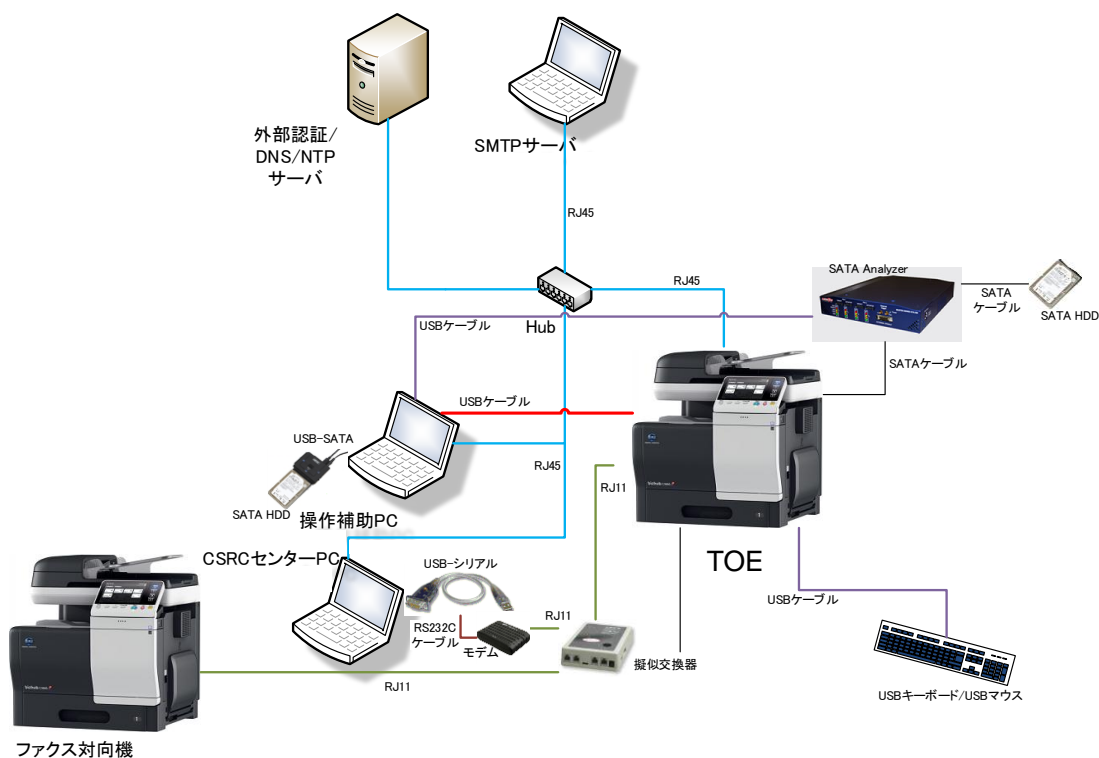 外部認証/
DNS/NTP
サーバ
SMTPサーバ
RJ45
RJ45
SATA Analyzer
SATA
ケーブル
SATA HDD
USBケーブル
Hub
SATAケーブル
USBケーブル
USB-SATA
RJ45
RJ11
SATA HDD
操作補助PC
TOE
CSRCセンターPC
USB-シリアル
USBケーブル
RS232C
ケーブル
RJ11
モデム
擬似交換器
RJ11
USBキーボード/USBマウス
ファクス対向機